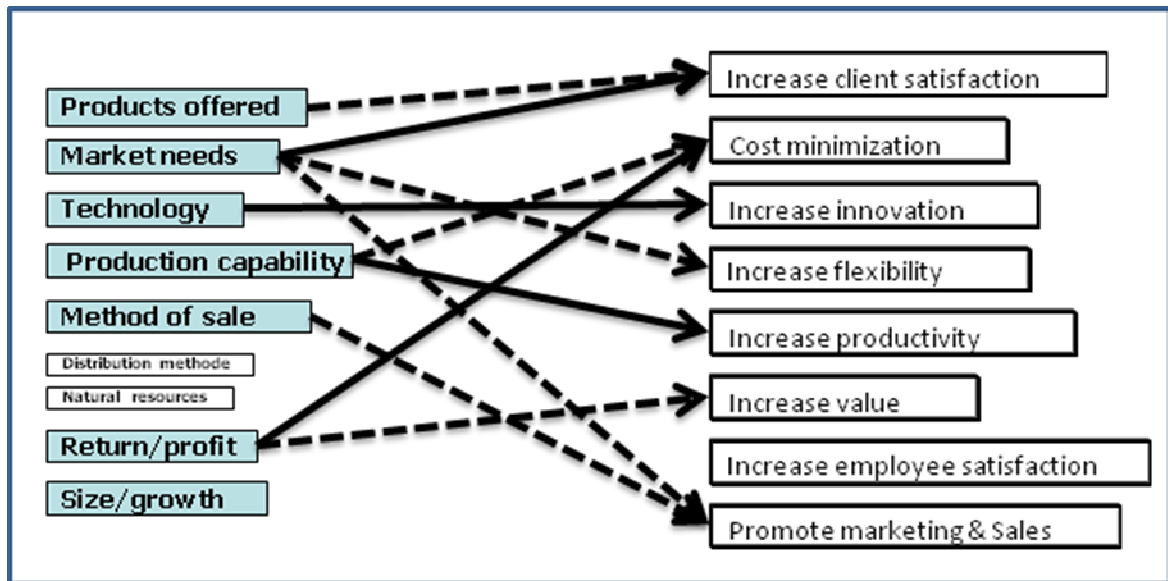 Products offered
Market needs
Technology
Production capability
Method of sale
Distribution methode
Natural resources
Return/profit
Size/growth
Increase client satisfaction
Cost minimization
Increase innovation
Increase flexibility
Increase productivity
Increase value
Increase employee satisfaction
Promote marketing & Sales